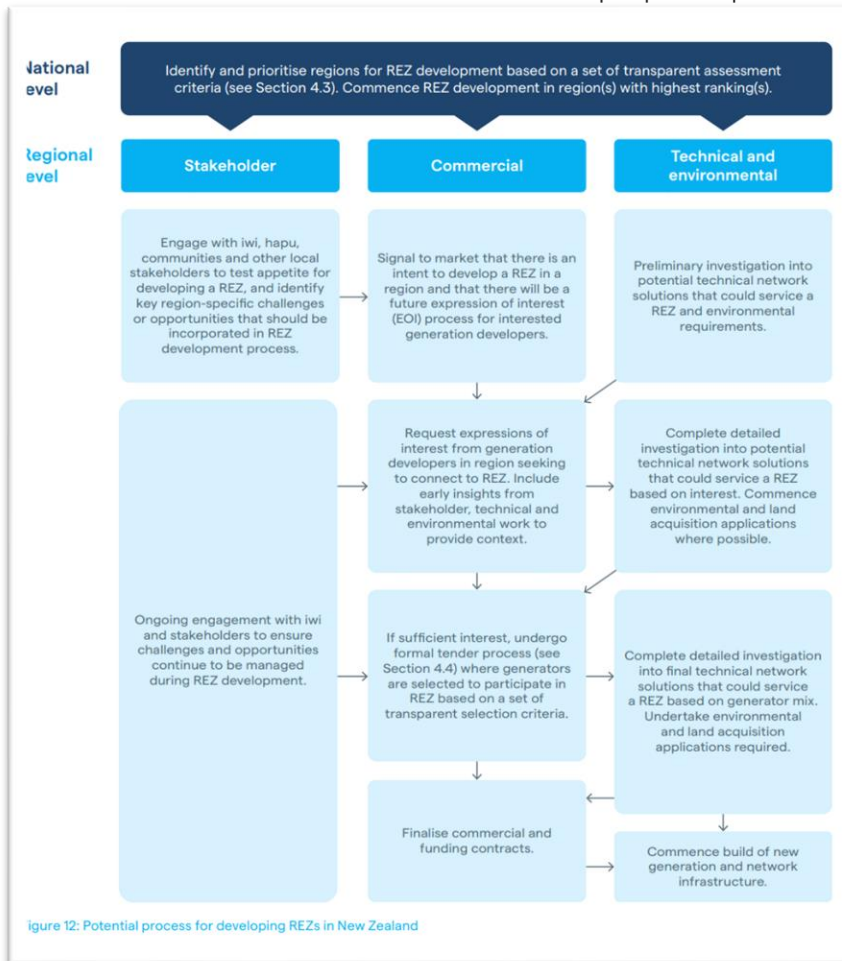 National
level
Identify and prioritise regions for REZ development based on a set of transparent assessment
criteria (see Section 4.3). Commence REZ development in region(s) with highest ranking(s).
Regional
level
Stakeholder
Commercial
Technical and
environmental
Engage with iwi, hapu,
communities and other local
stakeholders to test appetite for
developing a REZ, and identify
key region-specific challenges
or opportunities that should be
incorporated in REZ
development process.
Signal to market that there is an
intent to develop a REZ in a
region and that there will be a
future expression of interest
(EOI) process for interested
generation developers.
Preliminary investigation into
potential technical network
solutions that could service a
REZ and environmental
requirements.
Request expressions of
interest from generation
developers in region seeking
to connect to REZ. Include
early insights from
stakeholder, technical and
environmental work to
provide context.
Complete detailed
investigation into potential
technical network solutions
that could service a REZ
based on interest. Commence
environmental and land
acquisition applications
where possible.
Ongoing engagement with iwi
and stakeholders to ensure
challenges and opportunities
continue to be managed
during REZ development.
If sufficient interest, undergo
formal tender process (see
Section 4.4) where generators
are selected to participate in
REZ based on a set of
transparent selection criteria.
Complete detailed investigation
into final technical network
solutions that could service
a REZ based on generator mix.
Undertake environmental
and land acquisition
applications required.
Finalise commercial and
funding contracts.
Commence build of new
generation and network
infrastructure.
Figure 12: Potential process for developing REZs in New Zealand